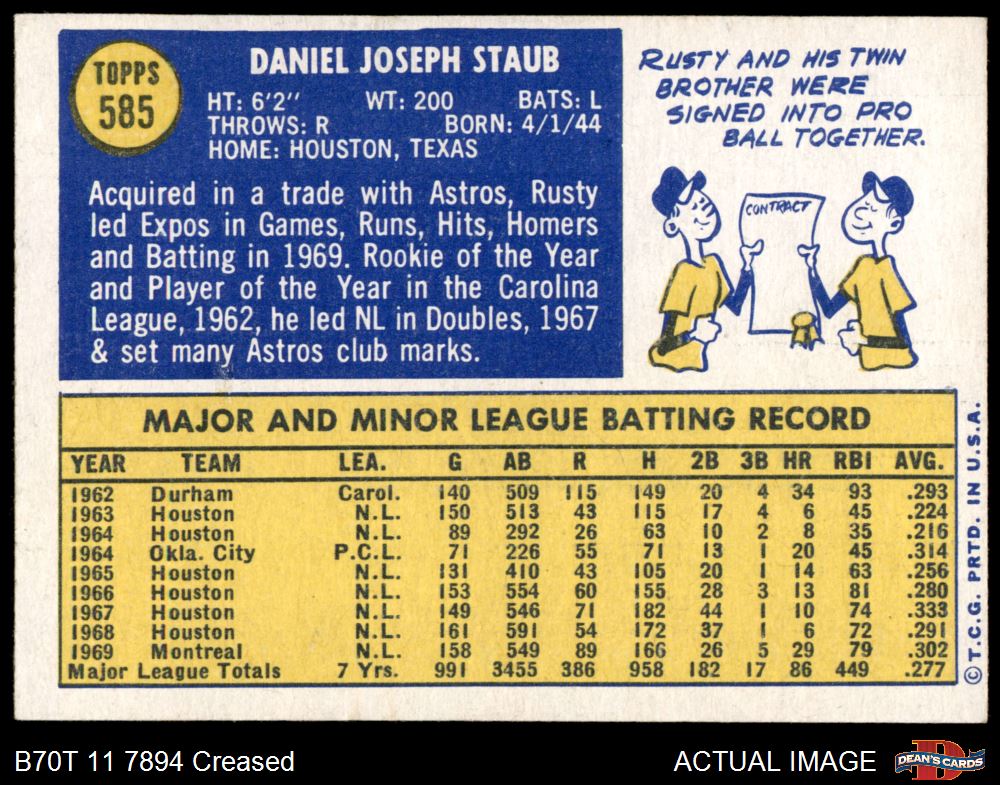 TOPPS
585
DANIEL JOSEPH STAUB
HT: 6'2" WT: 200 BATS: L
THROWS: R BORN: 4/1/44
HOME: HOUSTON, TEXAS
Acquired in a trade with Astros, Rusty
led Expos in Games, Runs, Hits, Homers
and Batting in 1969. Rookie of the Year
and Player of the Year in the Carolina
League, 1962, he led NL in Doubles, 1967
& set many Astros club marks.
RUSTY AND HIS TWIN
BROTHER WERE
SIGNED INTO PRO
BALL TOGETHER.
CONTRACT
MAJOR AND MINOR LEAGUE BATTING RECORD
YEAR TEAM LEA. G AB R H 2B 3B HR RBI AVG.
1962 Durham Carol. 140 509 115 149 20 4 34 93 .293
1963 Houston N.L. 150 513 43 115 17 4 6 45 .224
1964 Houston N.L. 89 292 26 63 10 2 8 35 .216
1964 Okla. City P.C.L. 71 226 55 71 13 1 20 45 .314
1965 Houston N.L. 131 410 43 105 20 1 14 63 .256
1966 Houston N.L. 153 554 60 155 28 3 13 81 .280
1967 Houston N.L. 149 546 71 182 44 1 10 74 .333
1968 Houston N.L. 161 591 54 172 37 1 6 72 .291
1969 Montreal N.L. 158 549 89 166 26 5 29 79 .302
Major League Totals 7 Yrs. 991 3455 386 958 182 17 86 449 .277
©T.C.G. PRTD. IN U.S.A.
B70T 11 7894 Creased
ACTUAL IMAGE
D
DEAN'S CARDS